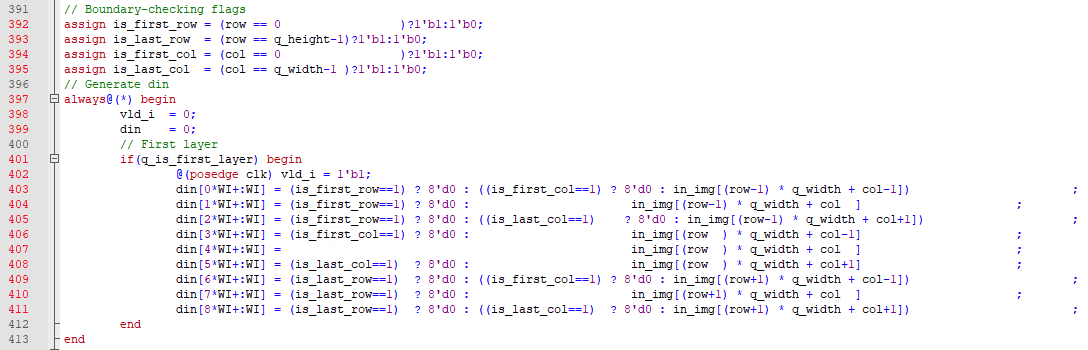 391 // Boundary-checking flags
392 assign is_first_row = (row == 0                 )?1'b1:1'b0;
393 assign is_last_row  = (row == q_height-1)?1'b1:1'b0;
394 assign is_first_col = (col == 0                 )?1'b1:1'b0;
395 assign is_last_col  = (col == q_width-1 )?1'b1:1'b0;
396 // Generate din
397 always@(*) begin
398         vld_i  = 0;
399         din    = 0;
400         // First layer
401         if(q_is_first_layer) begin
402                 @(posedge clk) vld_i = 1'b1;
403                 din[0*WI+:WI] = (is_first_row==1) ? 8'd0 : ((is_first_col==1) ? 8'd0 : in_img[(row-1) * q_width + col-1])                        ;
404                 din[1*WI+:WI] = (is_first_row==1) ? 8'd0 :                       in_img[(row-1) * q_width + col  ]                        ;
405                 din[2*WI+:WI] = (is_first_row==1) ? 8'd0 : ((is_last_col==1)    ? 8'd0 : in_img[(row-1) * q_width + col+1])                      ;
406                 din[3*WI+:WI] = (is_first_col==1) ? 8'd0 :                       in_img[(row  ) * q_width + col-1]                        ;
407                 din[4*WI+:WI] =                                                  in_img[(row  ) * q_width + col  ]                        ;
408                 din[5*WI+:WI] = (is_last_col==1)  ? 8'd0 :                       in_img[(row  ) * q_width + col+1]                        ;
409                 din[6*WI+:WI] = (is_last_row==1)  ? 8'd0 : ((is_first_col==1) ? 8'd0 : in_img[(row+1) * q_width + col-1])                        ;
410                 din[7*WI+:WI] = (is_last_row==1)  ? 8'd0 :                       in_img[(row+1) * q_width + col  ]                        ;
411                 din[8*WI+:WI] = (is_last_row==1)  ? 8'd0 : ((is_last_col==1)  ? 8'd0 : in_img[(row+1) * q_width + col+1])                        ;
412         end
413 end